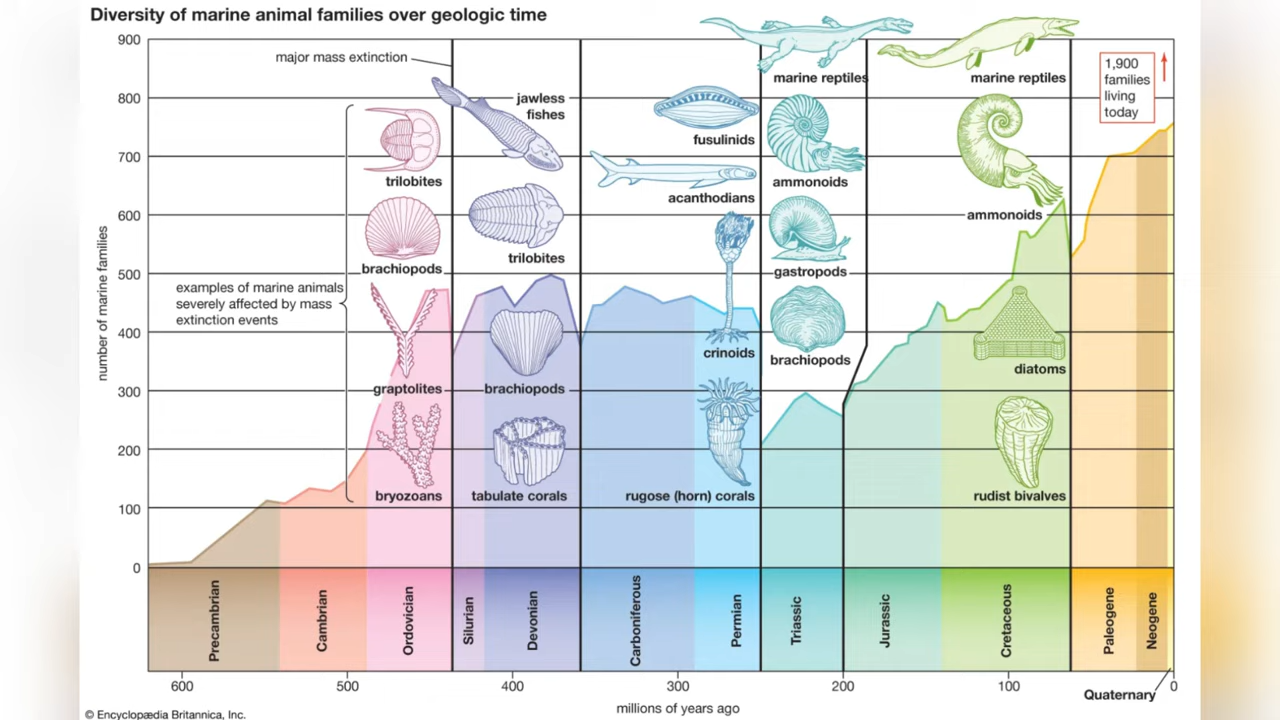 Diversity of marine animal families over geologic time
number of marine families
900
800
700
600
500
400
300
200
100
0
major mass extinction
examples of marine animals
severely affected by mass
extinction events
trilobites
brachiopods
graptolites
bryozoans
jawless
fishes
trilobites
brachiopods
tabulate corals
fusulinids
acanthodians
crinoids
rugose (horn) corals
marine reptiles
ammonoids
gastropods
brachiopods
marine reptiles
ammonoids
diatoms
rudist bivalves
1,900
families
living
today
Precambrian
Cambrian
Ordovician
Silurian
Devonian
Carboniferous
Permian
Triassic
Jurassic
Cretaceous
Paleogene
Neogene
Quaternary
600
500
400
300
200
100
0
millions of years ago
© Encyclopædia Britannica, Inc.